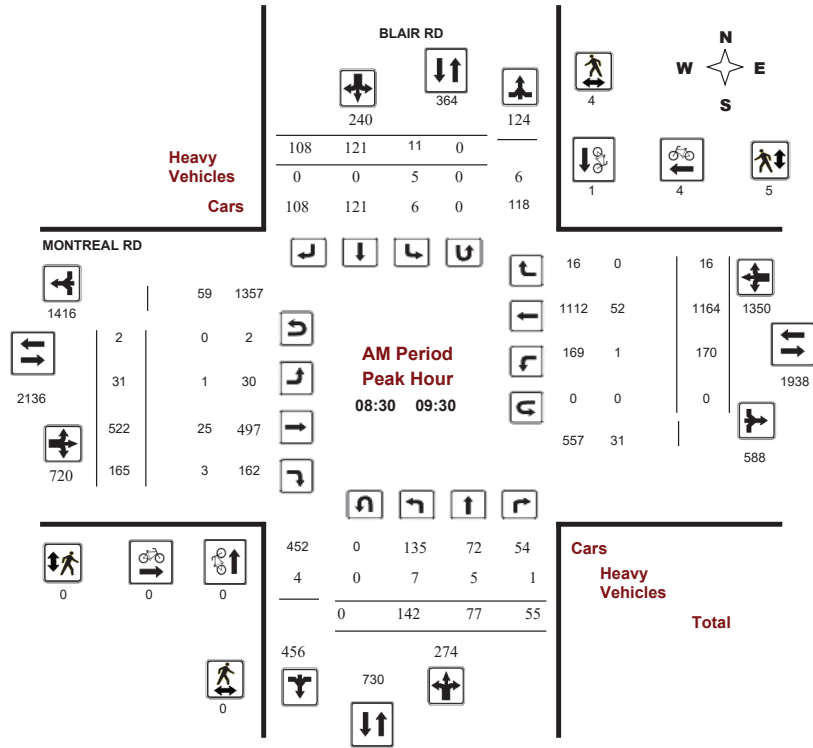 BLAIR RD
N
W E
S
364
4
240
124
108 121 11 0
Heavy
Vehicles
0 0 5 0 6
1 4 5
Cars
108 121 6 0 118
MONTREAL RD
16 0 16
1416
59 1357
1112 52 1164 1350
2 0 2
AM Period
Peak Hour
169 1 170
2136
31 1 30
1938
08:30 09:30
0 0 0
522 25 497
557 31
588
720
165 3 162
452 0 135 72 54
Cars
4 0 7 5 1
Heavy
Vehicles
0 0 0
0 142 77 55
Total
456 274
730
0